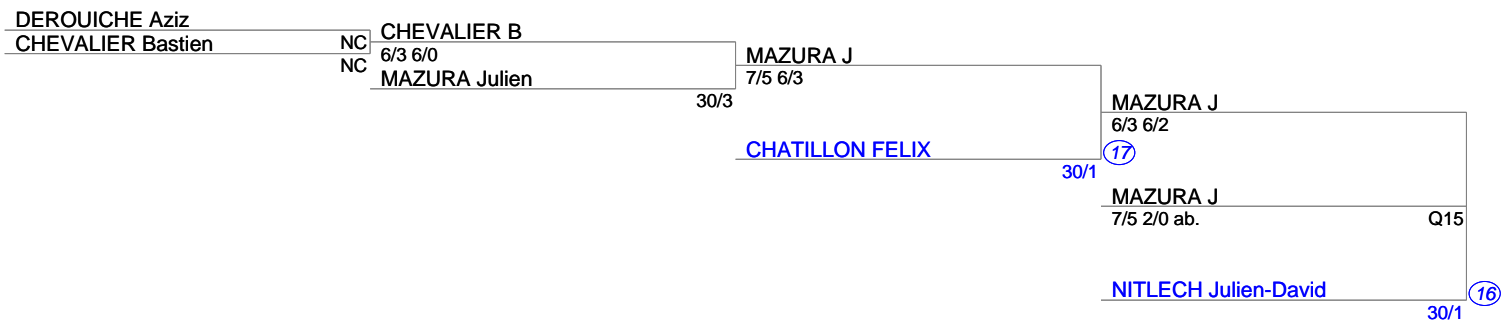 DEROUICHE Aziz
NC
CHEVALIER Bastien
NC
CHEVALIER B
6/3 6/0
MAZURA Julien
30/3
MAZURA J
7/5 6/3
CHATILLON FELIX
30/1
17
MAZURA J
6/3 6/2
MAZURA J
7/5 2/0 ab.
Q15
NITLECH Julien-David
30/1
16